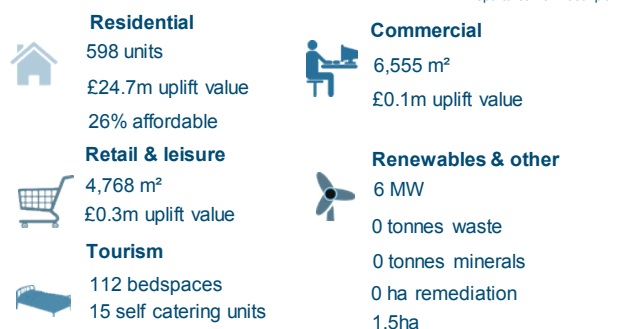 Residential
598 units
£24.7m uplift value
26% affordable
Retail & leisure
4,768 m²
£0.3m uplift value
Tourism
112 bedspaces
15 self catering units
Commercial
6,555 m²
£0.1m uplift value
Renewables & other
6 MW
0 tonnes waste
0 tonnes minerals
0 ha remediation
1.5ha